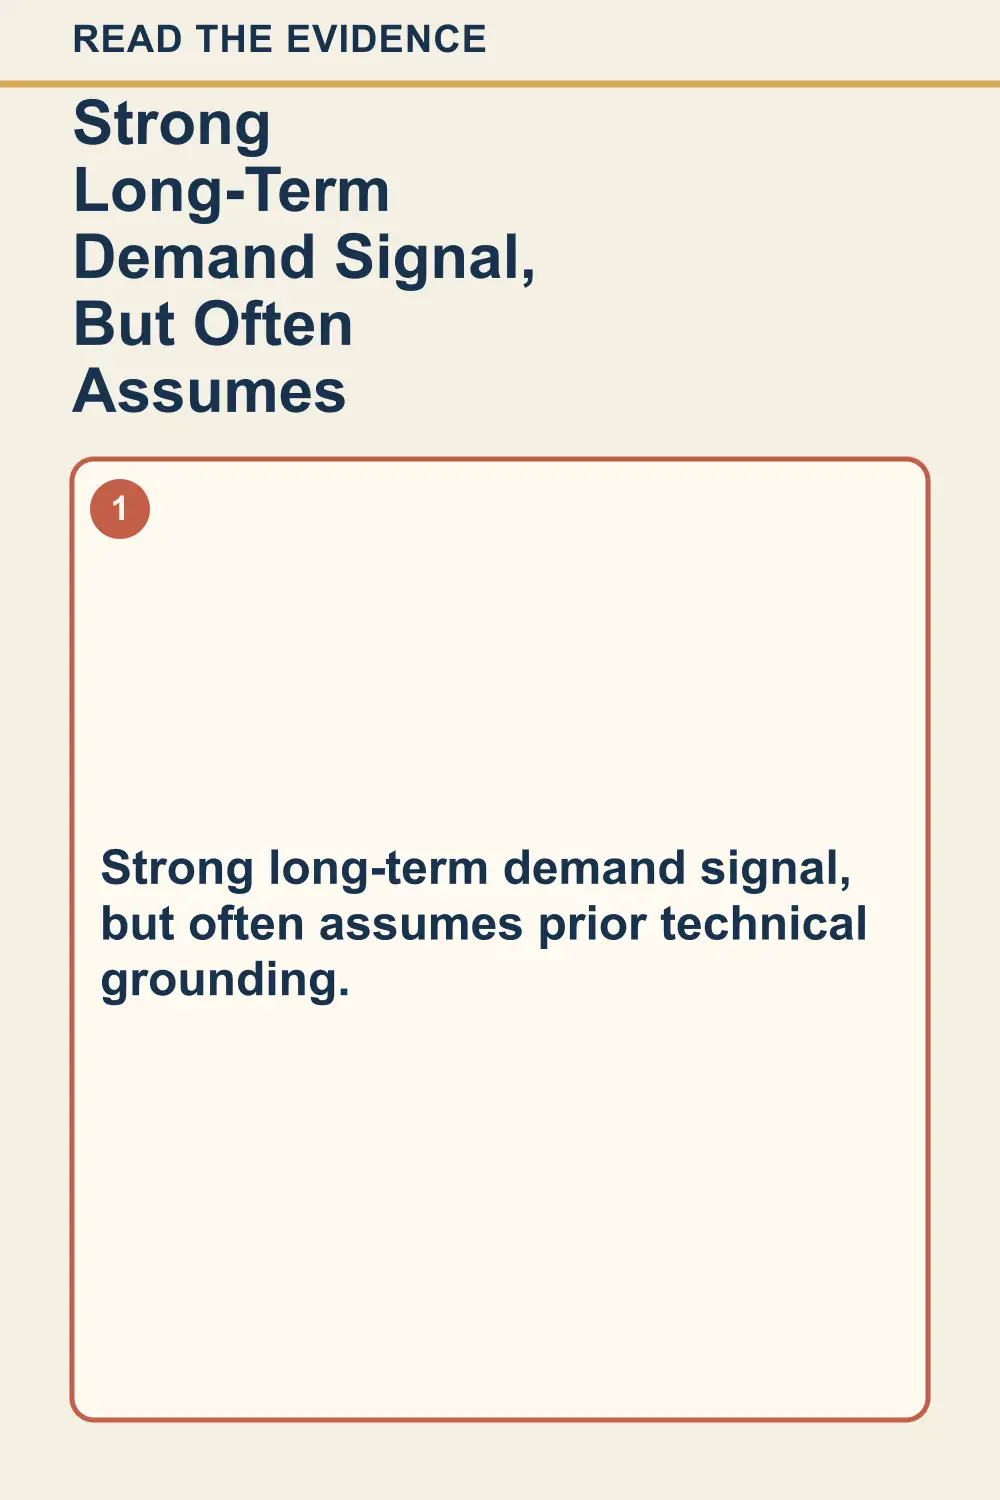 READ THE EVIDENCE
Strong
Long-Term
Demand Signal,
But Often
Assumes
1
Strong long-term demand signal,
but often assumes prior technical
grounding.